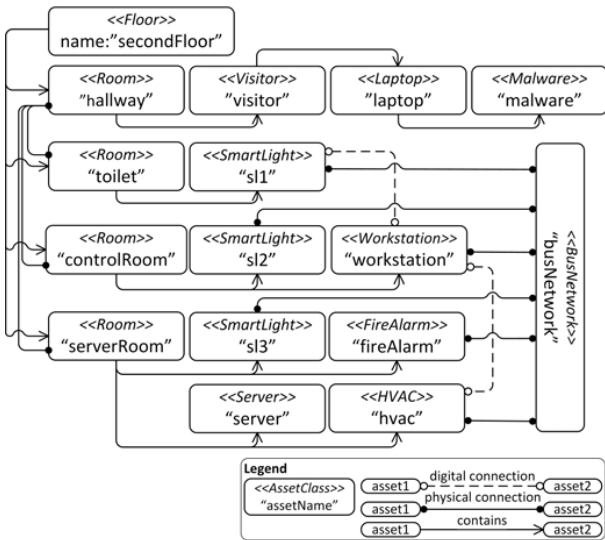 <<Floor>>
name:"secondFloor"
<<Room>>
"hallway"
<<Visitor>>
"visitor"
<<Laptop>>
"laptop"
<<Malware>>
"malware"
<<Room>>
"toilet"
<<SmartLight>>
"sl1"
<<Room>>
"controlRoom"
<<SmartLight>>
"sl2"
<<Workstation>>
"workstation"
<<BusNetwork>>
"busNetwork"
<<Room>>
"serverRoom"
<<SmartLight>>
"sl3"
<<FireAlarm>>
"fireAlarm"
<<Server>>
"server"
<<HVAC>>
"hvac"
Legend
<<AssetClass>>
"assetName"
digital connection
asset1 asset2
physical connection
asset1 asset2
contains
asset1 asset2